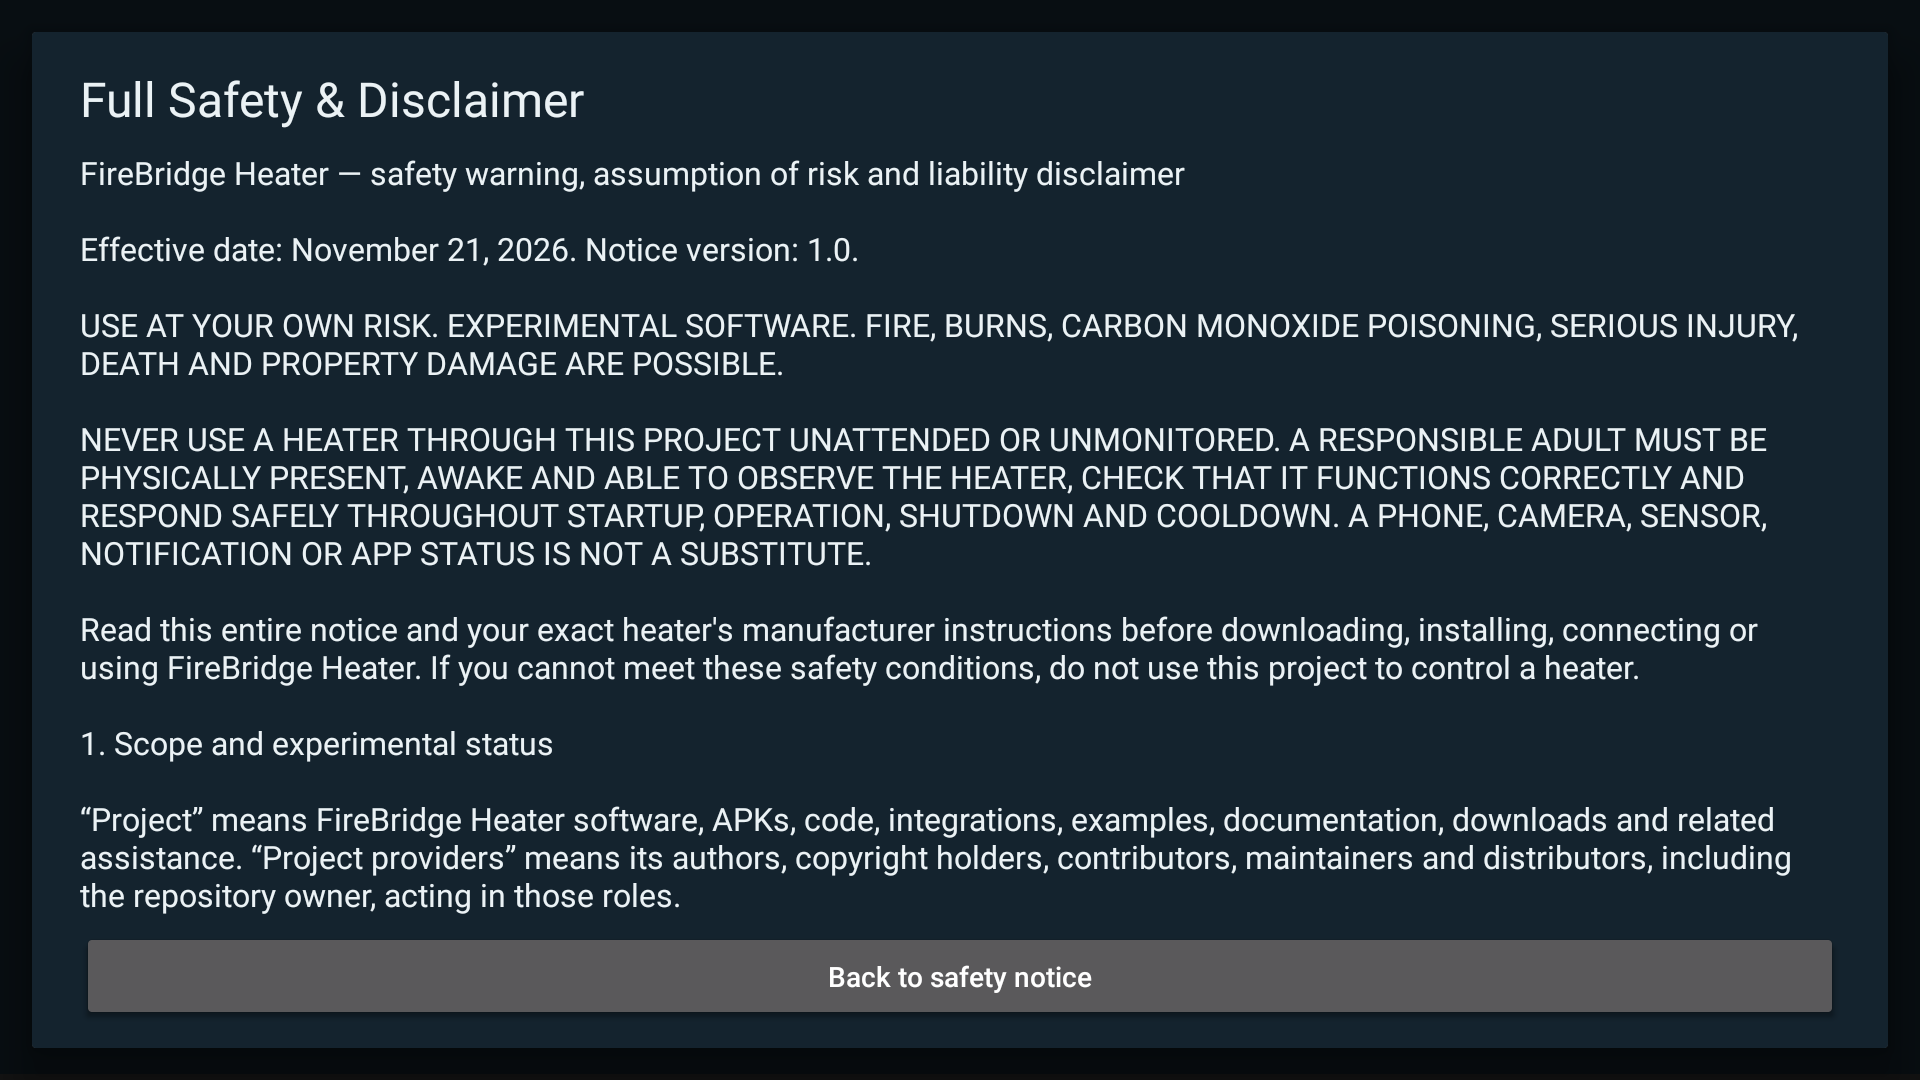 Full Safety & Disclaimer
FireBridge Heater — safety warning, assumption of risk and liability disclaimer
Effective date: November 21, 2026. Notice version: 1.0.
USE AT YOUR OWN RISK. EXPERIMENTAL SOFTWARE. FIRE, BURNS, CARBON MONOXIDE POISONING, SERIOUS INJURY,
DEATH AND PROPERTY DAMAGE ARE POSSIBLE.
NEVER USE A HEATER THROUGH THIS PROJECT UNATTENDED OR UNMONITORED. A RESPONSIBLE ADULT MUST BE
PHYSICALLY PRESENT, AWAKE AND ABLE TO OBSERVE THE HEATER, CHECK THAT IT FUNCTIONS CORRECTLY AND
RESPOND SAFELY THROUGHOUT STARTUP, OPERATION, SHUTDOWN AND COOLDOWN. A PHONE, CAMERA, SENSOR,
NOTIFICATION OR APP STATUS IS NOT A SUBSTITUTE.
Read this entire notice and your exact heater's manufacturer instructions before downloading, installing, connecting or
using FireBridge Heater. If you cannot meet these safety conditions, do not use this project to control a heater.
1. Scope and experimental status
“Project” means FireBridge Heater software, APKs, code, integrations, examples, documentation, downloads and related
assistance. “Project providers” means its authors, copyright holders, contributors, maintainers and distributors, including
the repository owner, acting in those roles.
Back to safety notice